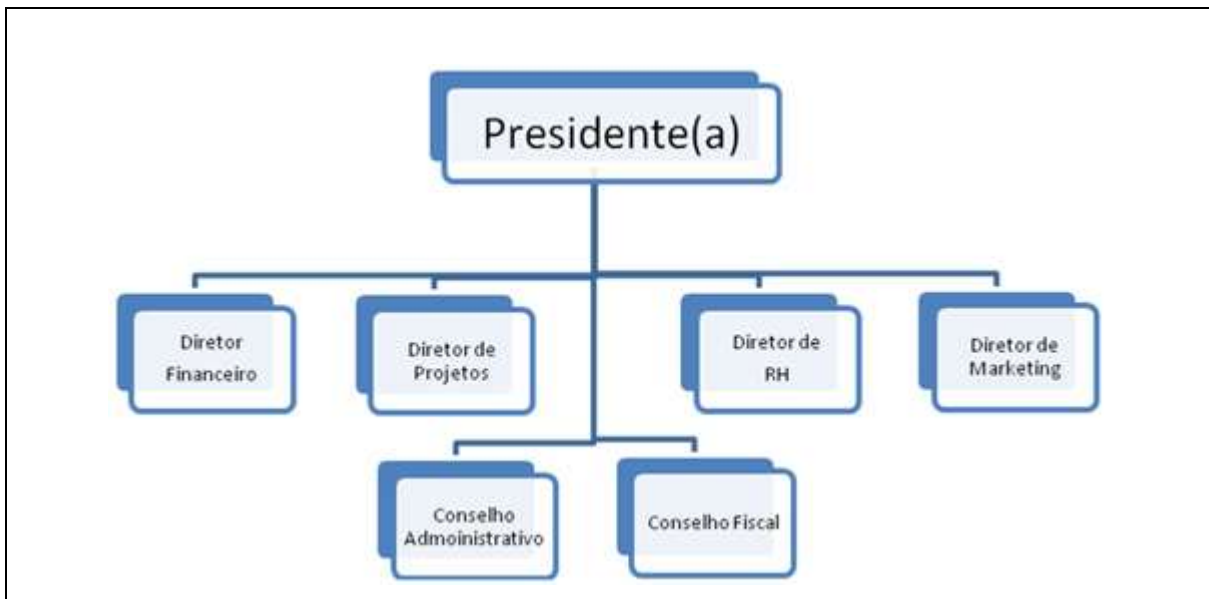 Presidente(a)
Diretor
Financeiro
Diretor de
Projetos
Diretor de
RH
Diretor de
Marketing
Conselho
Admoinistrativo
Conselho Fiscal